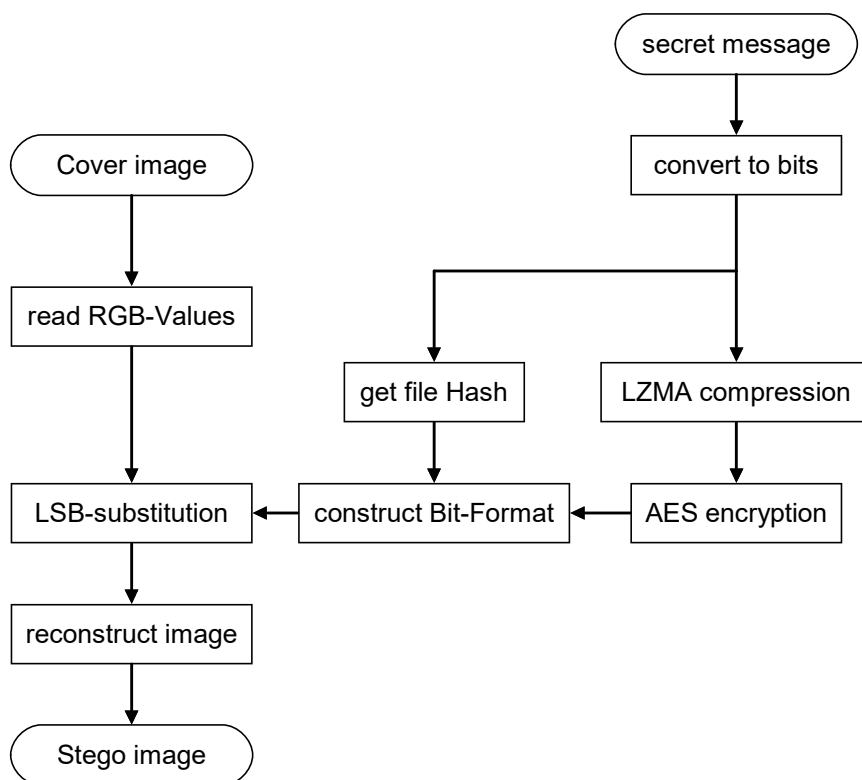 secret message
Cover image
convert to bits
read RGB-Values
get file Hash
LZMA compression
LSB-substitution
construct Bit-Format
AES encryption
reconstruct image
Stego image